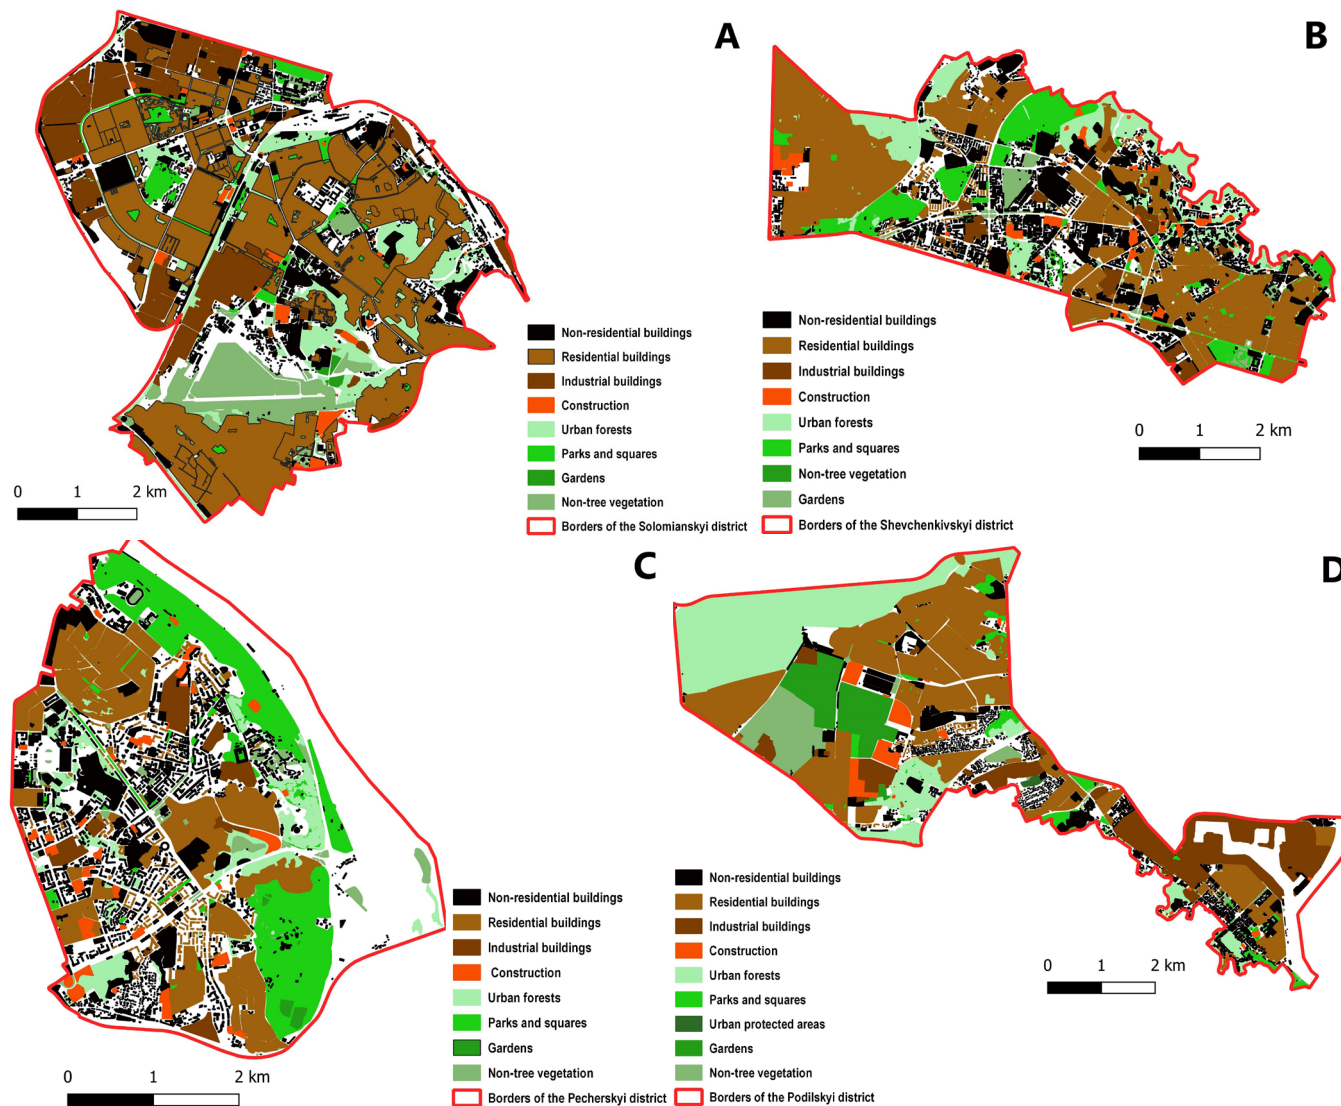 A
B
Non-residential buildings
Residential buildings
Industrial buildings
Construction
Urban forests
Parks and squares
Gardens
Non-tree vegetation
Borders of the Solomianskyi district
0 1 2 km
Non-residential buildings
Residential buildings
Industrial buildings
Construction
Urban forests
Parks and squares
Non-tree vegetation
Gardens
Borders of the Shevchenkivskyi district
0 1 2 km
C
D
Non-residential buildings
Residential buildings
Industrial buildings
Construction
Urban forests
Parks and squares
Gardens
Non-tree vegetation
Borders of the Pecherskyi district
0 1 2 km
Non-residential buildings
Residential buildings
Industrial buildings
Construction
Urban forests
Parks and squares
Urban protected areas
Gardens
Non-tree vegetation
Borders of the Podilskyi district
0 1 2 km